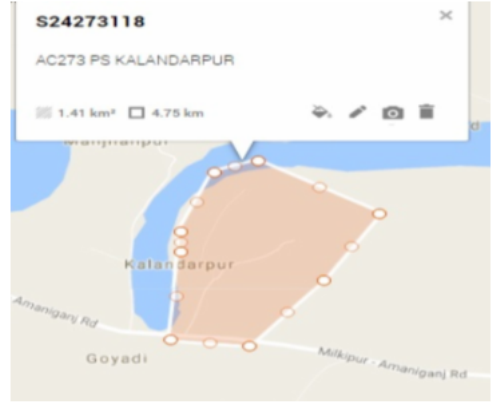 S24273118
AC273 PS KALANDARPUR
1.41 km² 4.75 km
Kalandarpur
Amaniganj Rd
Goyadi
Milkipur - Amaniganj Rd